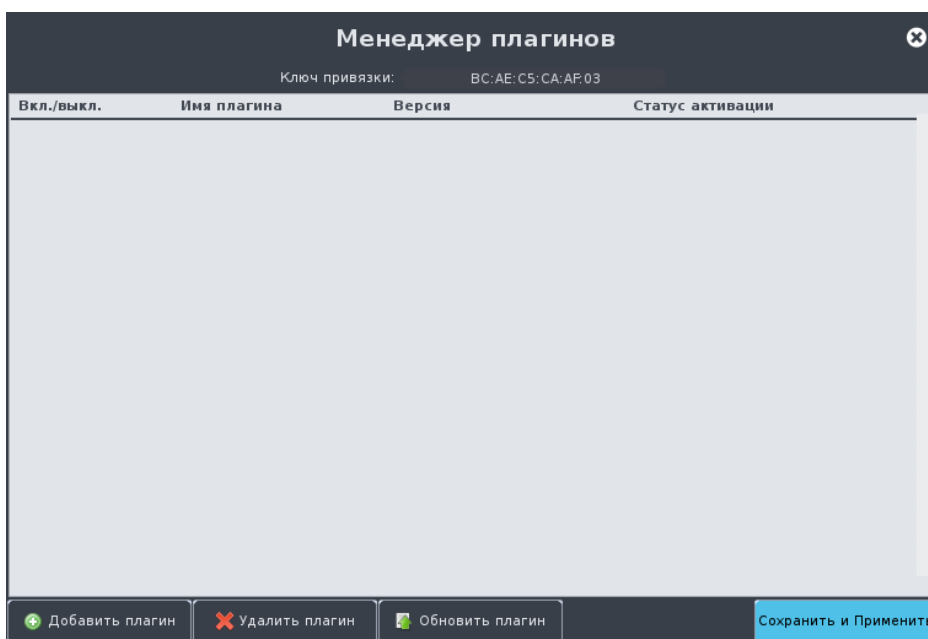 Менеджер плагинов
Ключ привязки: BC:AE:C5:CA:AF:03
Вкл./выкл. Имя плагина Версия Статус активации
Добавить плагин Удалить плагин Обновить плагин Сохранить и Применить